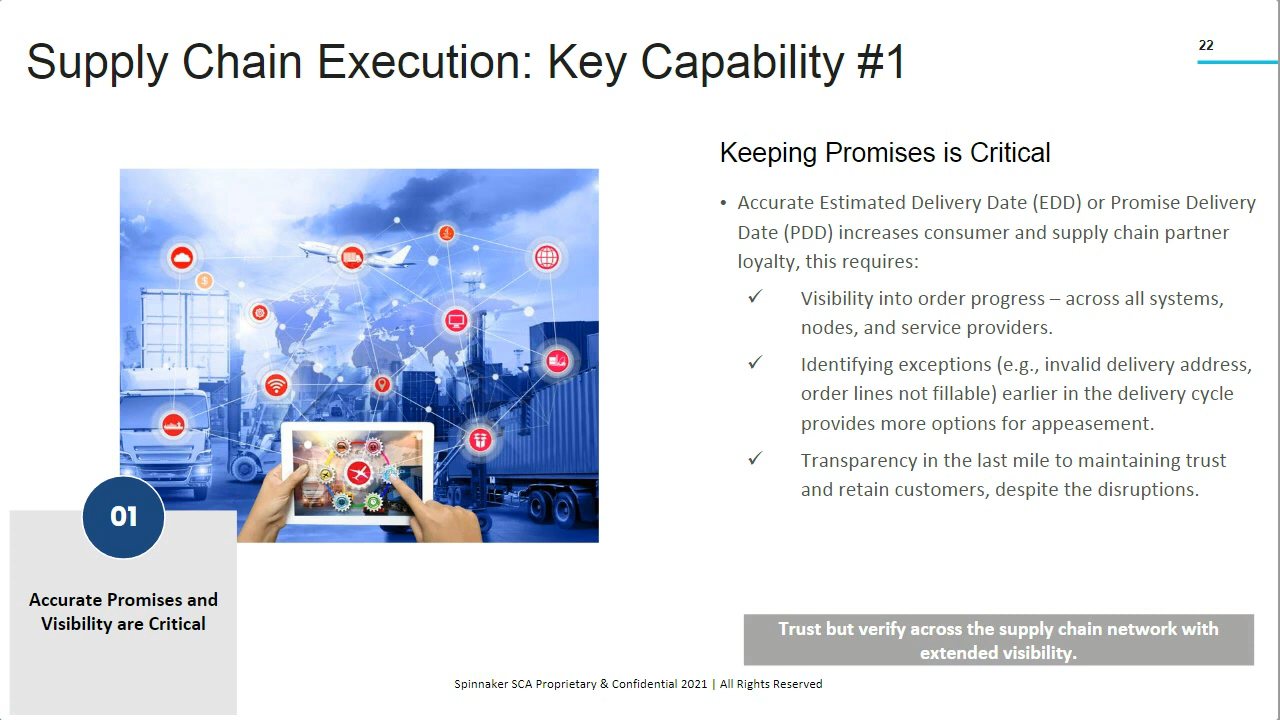 Supply Chain Execution: Key Capability #1
22
Keeping Promises is Critical
• Accurate Estimated Delivery Date (EDD) or Promise Delivery
Date (PDD) increases consumer and supply chain partner
loyalty, this requires:
✓ Visibility into order progress – across all systems,
nodes, and service providers.
✓ Identifying exceptions (e.g., invalid delivery address,
order lines not fillable) earlier in the delivery cycle
provides more options for appeasement.
✓ Transparency in the last mile to maintaining trust
and retain customers, despite the disruptions.
01
Accurate Promises and
Visibility are Critical
Trust but verify across the supply chain network with
extended visibility.
Spinnaker SCA Proprietary & Confidential 2021 | All Rights Reserved